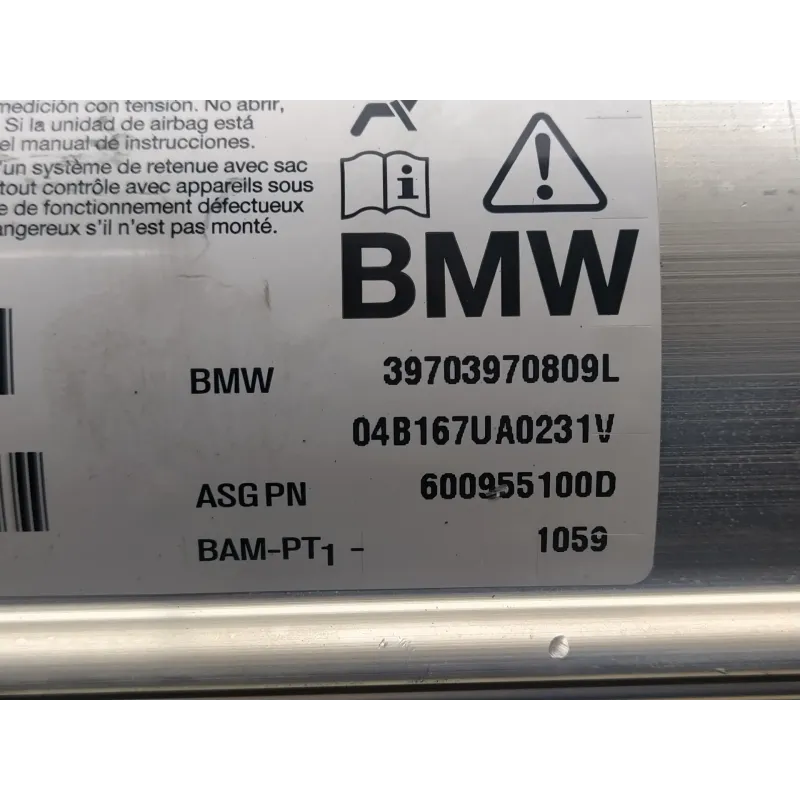 medición con tensión. No abrir,
Si la unidad de airbag está
el manual de instrucciones.
'un système de retenue avec sac
tout contrôle avec appareils sous
e de fonctionnement défectueux
angereux s'il n'est pas monté.
i
BMW
BMW 39703970809L
04B167UA0231V
ASG PN 600955100D
BAM-PT1 - 1059